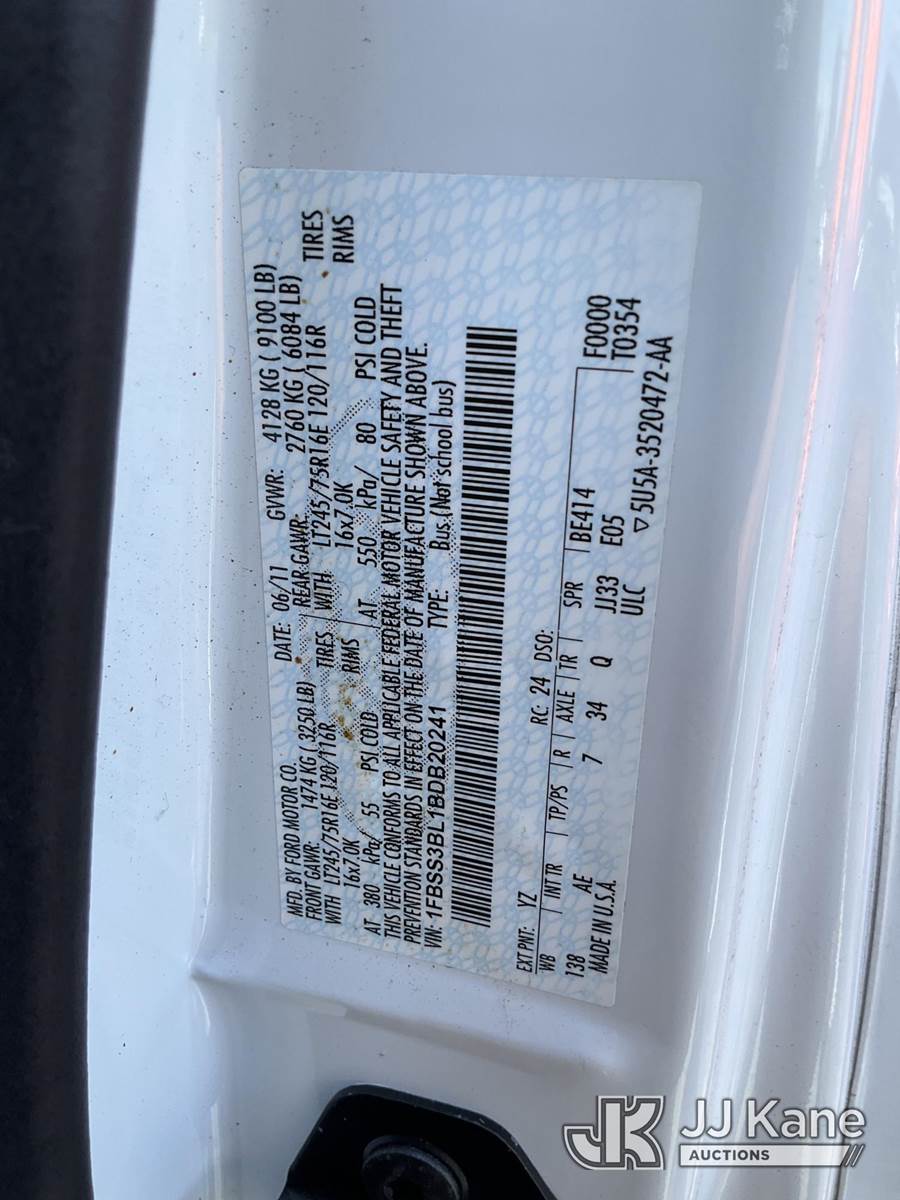 MFD. BY FORD MOTOR CO. DATE: 06/11 GVWR: 4128 KG ( 9100 LB)
FRONT GAWR: 1474 KG ( 3250 LB) REAR GAWR: 2760 KG ( 6084 LB)
WITH LT245/75R16E 120/116R TIRES WITH LT245/75R16E 120/116R TIRES
16x7.0K RIMS 16x7.0K RIMS
AT 380 kPa/ 55 PSI COLD AT 550 kPa/ 80 PSI COLD
THIS VEHICLE CONFORMS TO ALL APPLICABLE FEDERAL MOTOR VEHICLE SAFETY AND THEFT
PREVENTION STANDARDS IN EFFECT ON THE DATE OF MANUFACTURE SHOWN ABOVE.
VIN: 1FBSS3BL1BDB20241 TYPE: Bus (Not school bus)
EXT PNT: YZ RC: 24 DSO:
WB | INT TR | TP/PS | R | AXLE | TR | SPR | BE414 F0000
138 AE 7 34 Q JJ33 E05 T0354
MADE IN U.S.A. ULC ▽5U5A-3520472-AA
JK JJ Kane
AUCTIONS